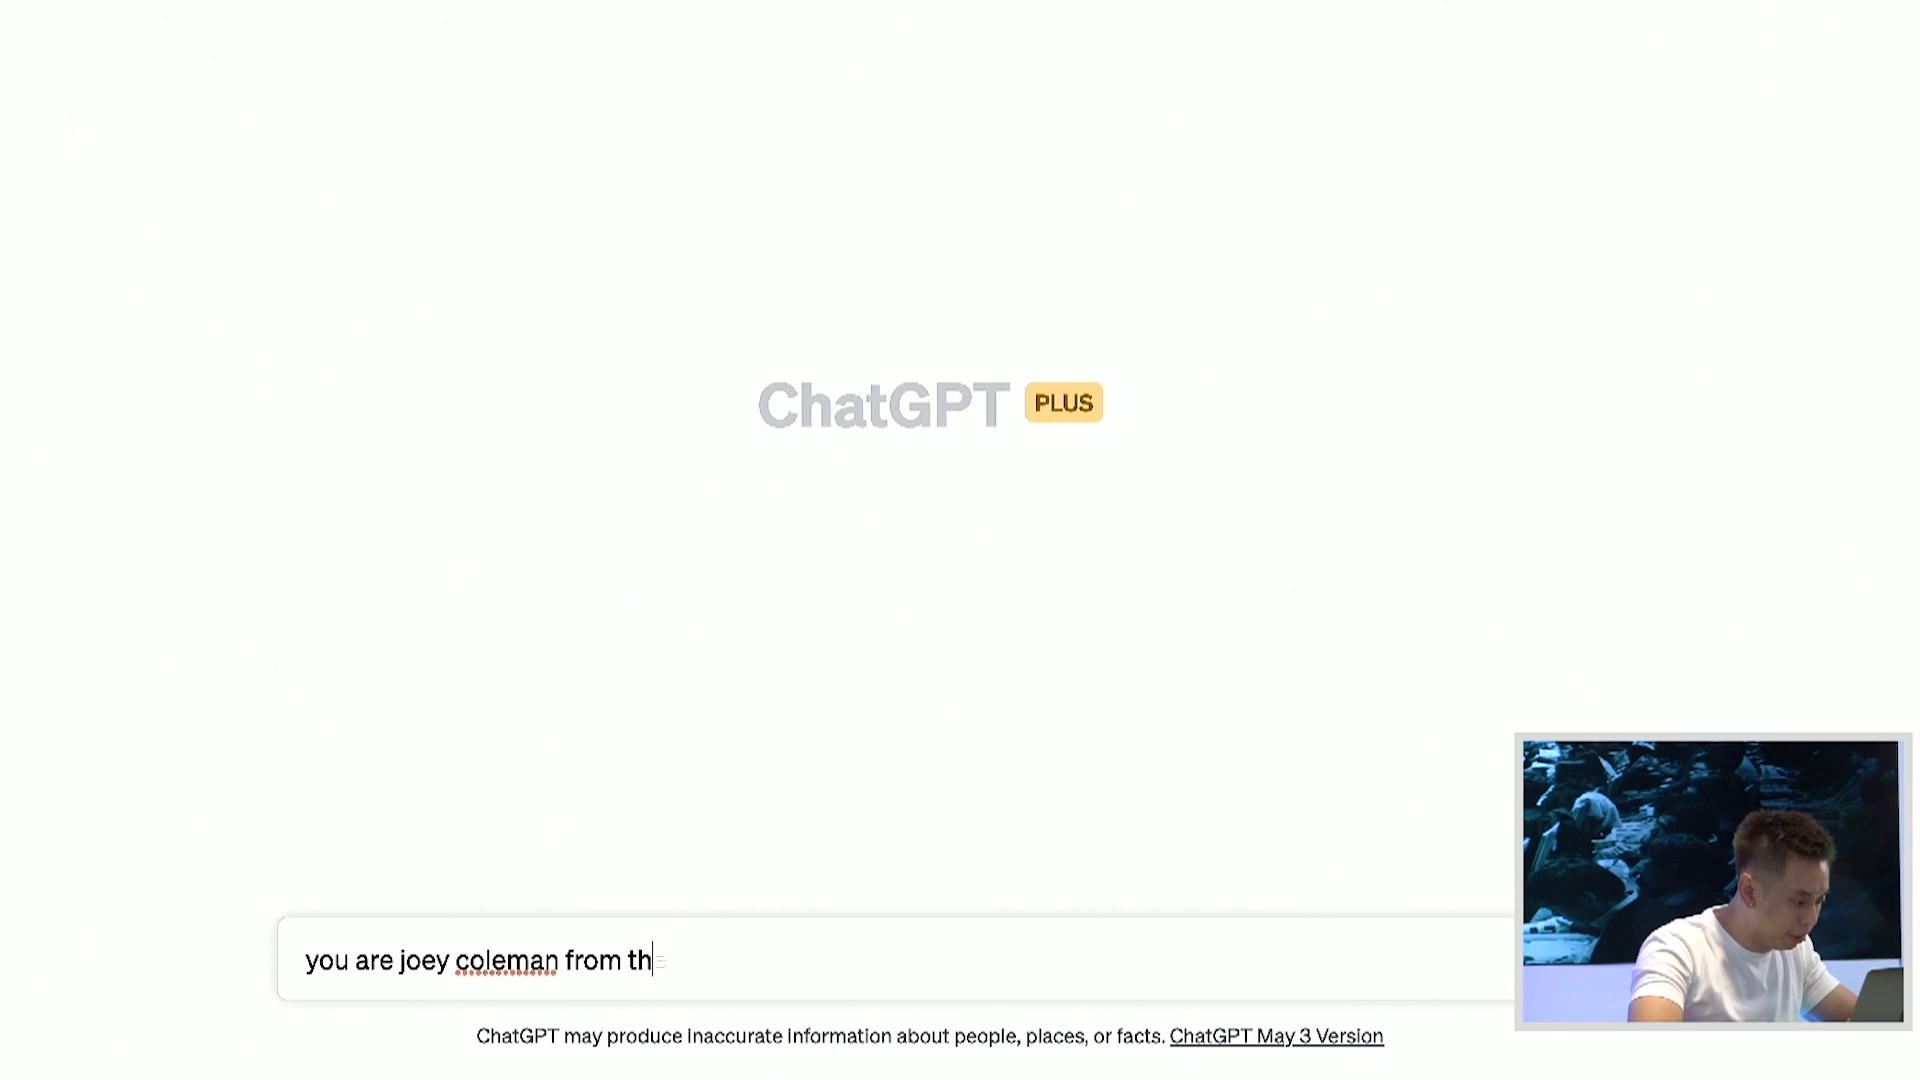 ChatGPT PLUS
you are joey coleman from th
ChatGPT may produce inaccurate information about people, places, or facts. ChatGPT May 3 Version